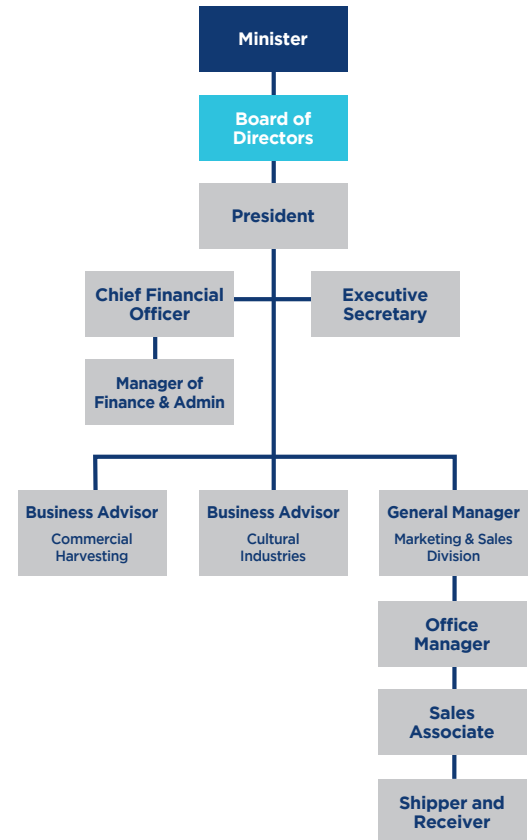 Minister
Board of
Directors
President
Chief Financial
Officer
Executive
Secretary
Manager of
Finance & Admin
Business Advisor
Commercial
Harvesting
Business Advisor
Cultural
Industries
General Manager
Marketing & Sales
Division
Office
Manager
Sales
Associate
Shipper and
Receiver